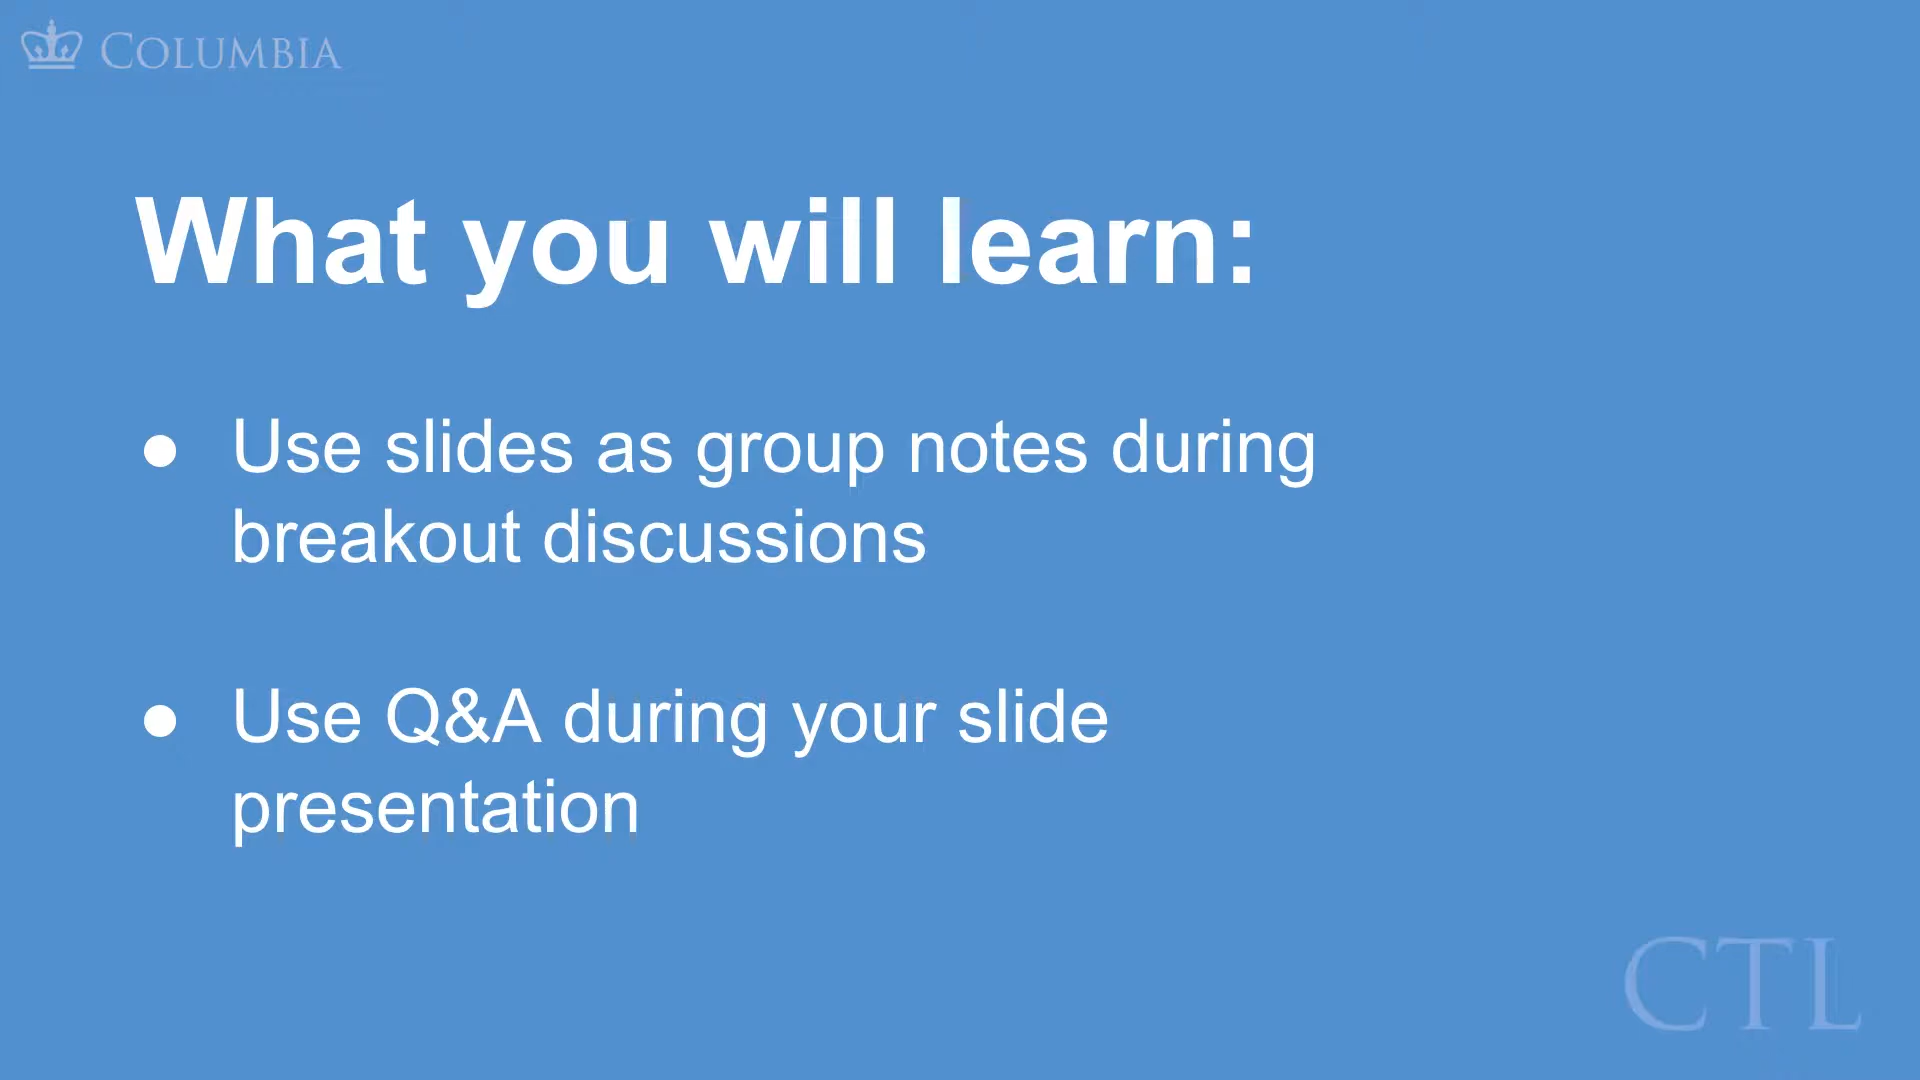 COLUMBIA
What you will learn:
● Use slides as group notes during
breakout discussions
● Use Q&A during your slide
presentation
CTL